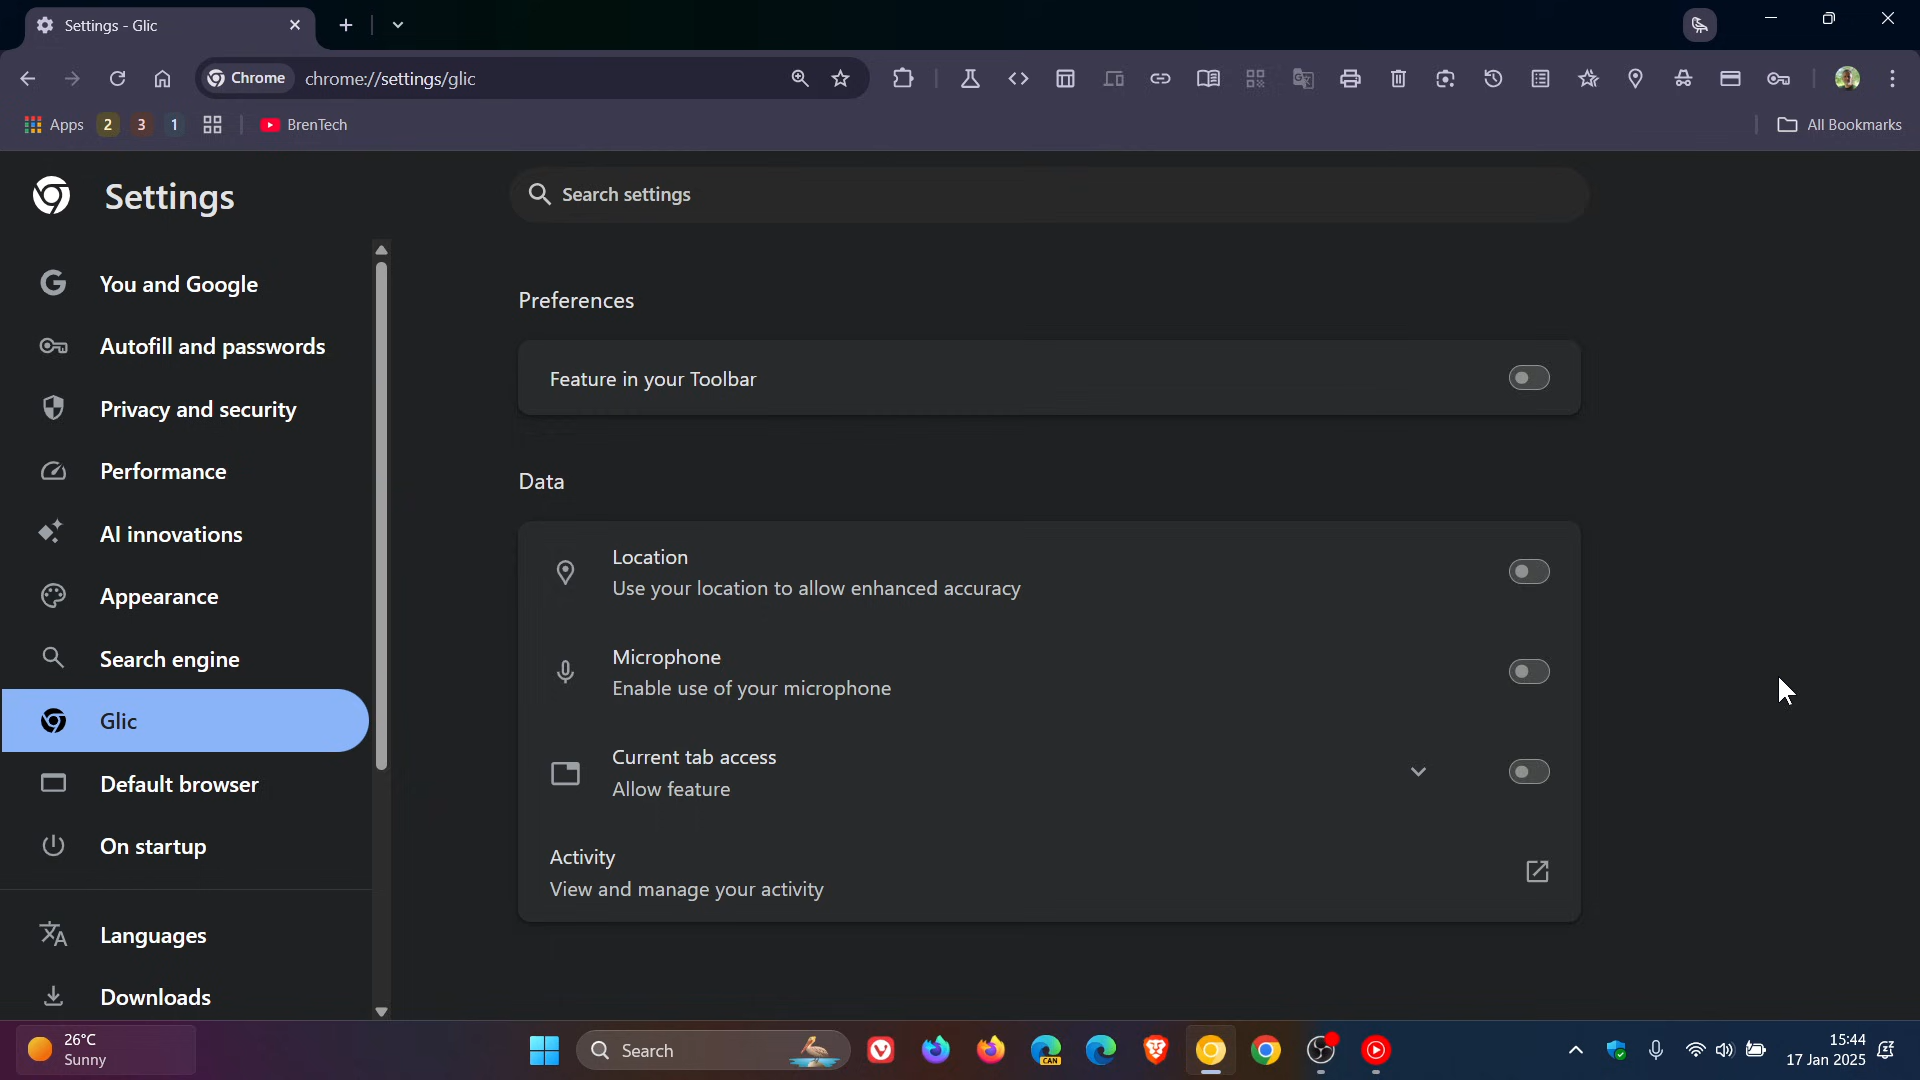 Settings - Glic
Chrome
chrome://settings/glic
Apps
2
3
1
BrenTech
All Bookmarks
Settings
Search settings
You and Google
Autofill and passwords
Privacy and security
Performance
AI innovations
Appearance
Search engine
Glic
Default browser
On startup
Languages
Downloads
Preferences
Feature in your Toolbar
Data
Location
Use your location to allow enhanced accuracy
Microphone
Enable use of your microphone
Current tab access
Allow feature
Activity
View and manage your activity
26°C
Sunny
Search
CAN
15:44
17 Jan 2025